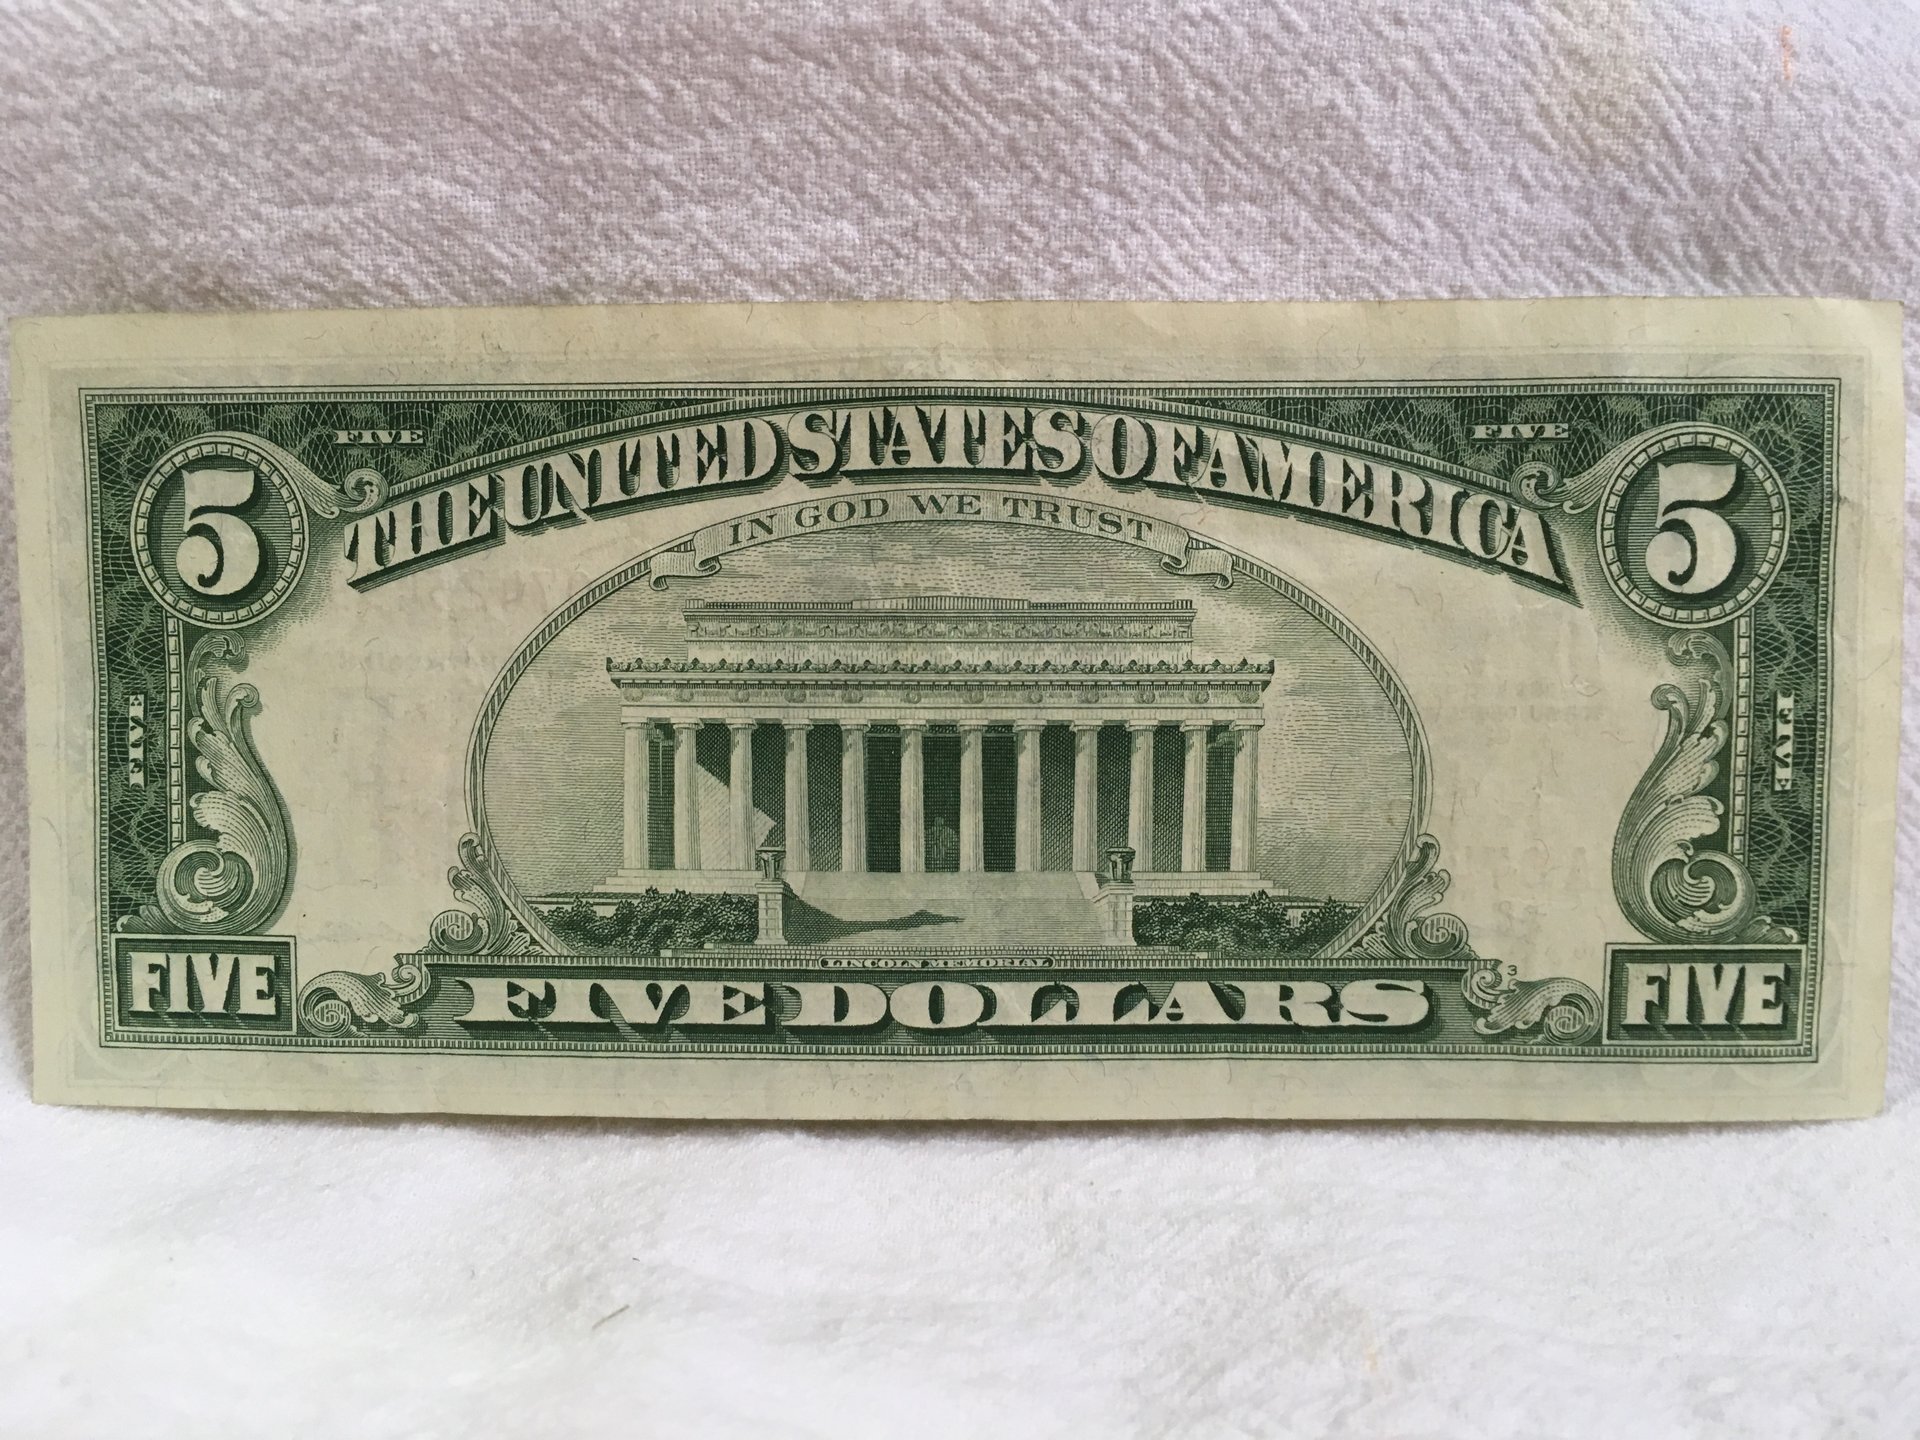 FIVE FIVE
5 THE UNITED STATES OF AMERICA 5
IN GOD WE TRUST
FIVE FIVE
LINCOLN MEMORIAL
3
FIVE FIVE DOLLARS FIVE